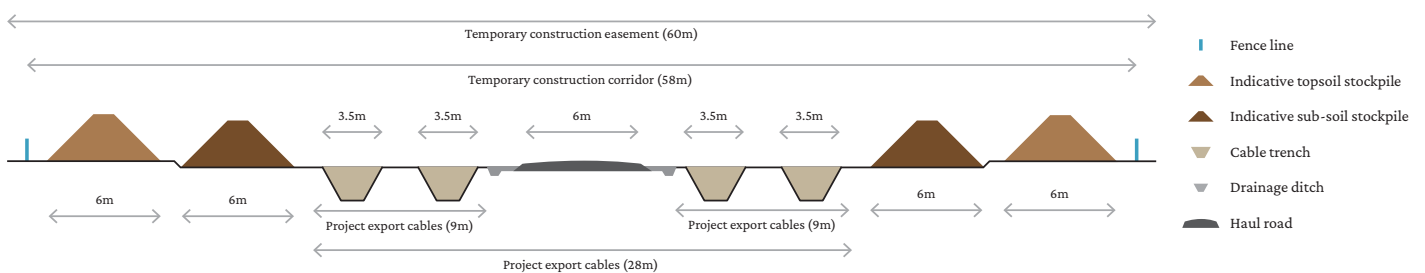 Temporary construction easement (60m)
Temporary construction corridor (58m)
3.5m
3.5m
6m
3.5m
3.5m
6m
6m
6m
6m
Project export cables (9m)
Project export cables (9m)
Project export cables (28m)
Fence line
Indicative topsoil stockpile
Indicative sub-soil stockpile
Cable trench
Drainage ditch
Haul road